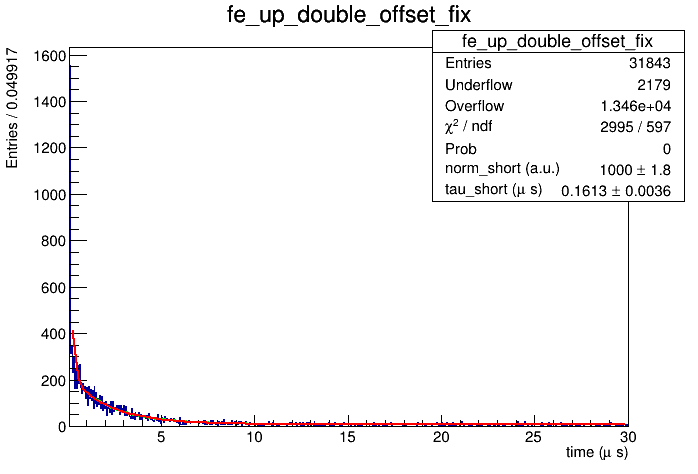 fe_up_double_offset_fix
fe_up_double_offset_fix
Entries 31843
Underflow 2179
Overflow 1.346e+04
χ² / ndf 2995 / 597
Prob 0
norm_short (a.u.) 1000 ± 1.8
tau_short (μ s) 0.1613 ± 0.0036
Entries / 0.049917
1600
1400
1200
1000
800
600
400
200
0
5 10 15 20 25 30
time (μ s)